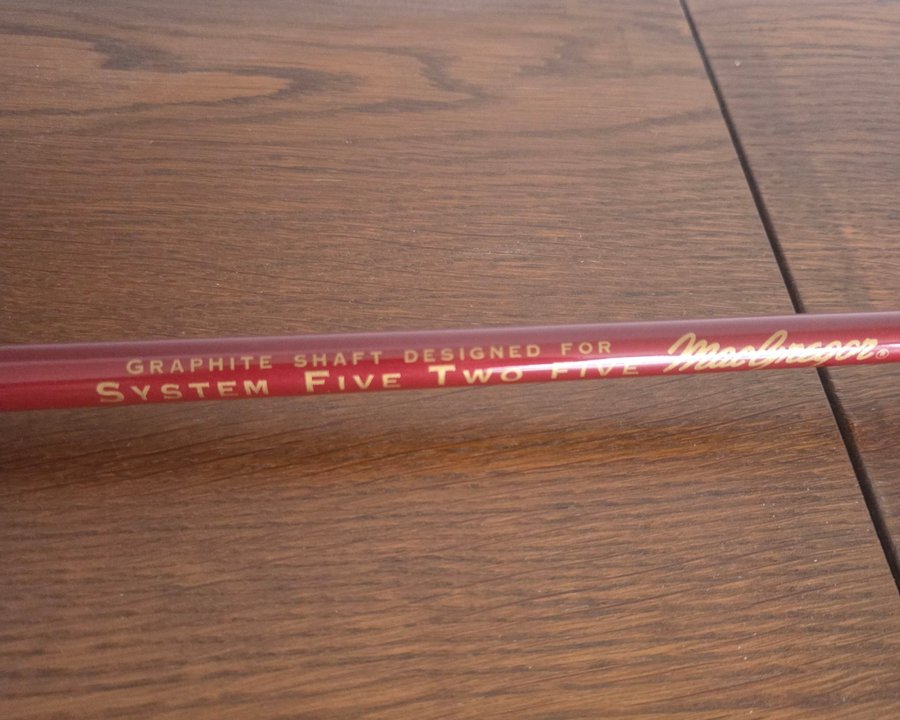 GRAPHITE SHAFT DESIGNED FOR
SYSTEM FIVE TWO FIVE
MacGregor®